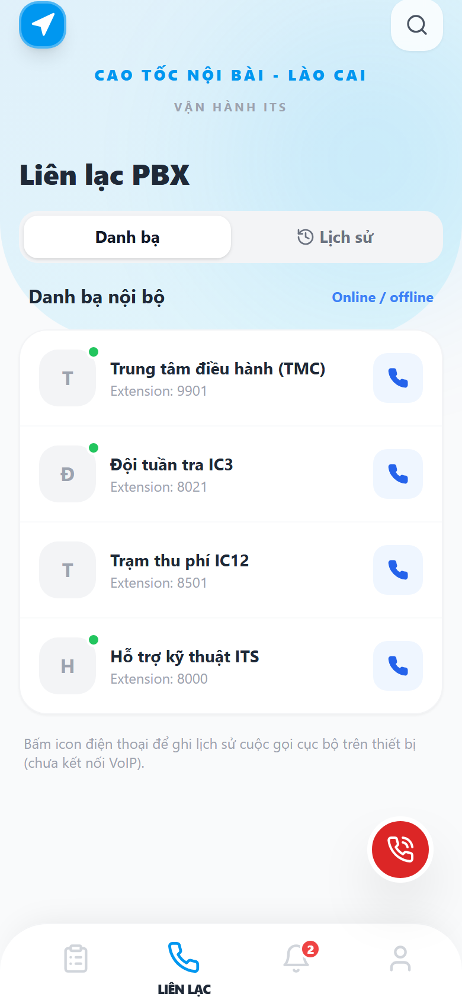 CAO TỐC NỘI BÀI - LÀO CAI
VẬN HÀNH ITS
Liên lạc PBX
Danh bạ
Lịch sử
Danh bạ nội bộ
Online / offline
T
Trung tâm điều hành (TMC)
Extension: 9901
Đ
Đội tuần tra IC3
Extension: 8021
T
Trạm thu phí IC12
Extension: 8501
H
Hỗ trợ kỹ thuật ITS
Extension: 8000
Bấm icon điện thoại để ghi lịch sử cuộc gọi cục bộ trên thiết bị
(chưa kết nối VoIP).
2
LIÊN LẠC